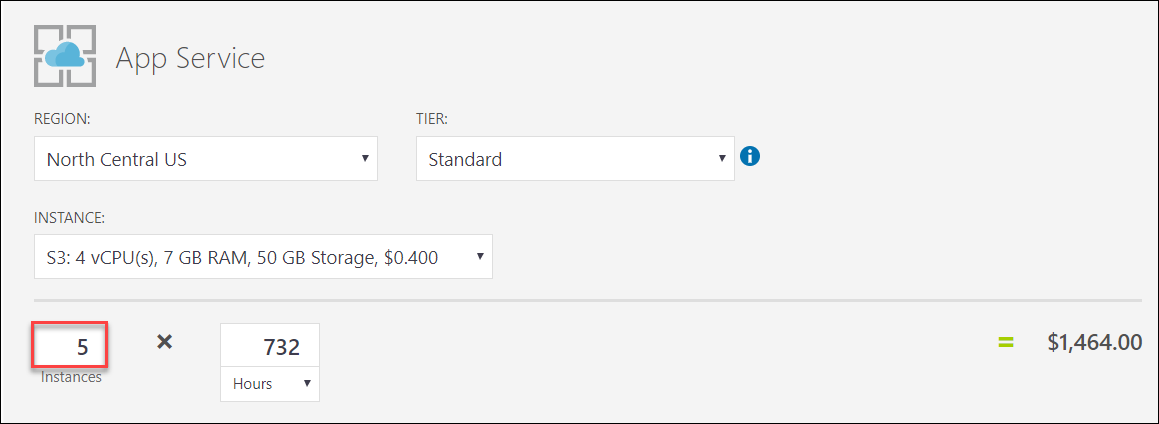 App Service
REGION: TIER:
North Central US Standard
INSTANCE:
S3: 4 vCPU(s), 7 GB RAM, 50 GB Storage, $0.400
5 × 732 = $1,464.00
Instances Hours